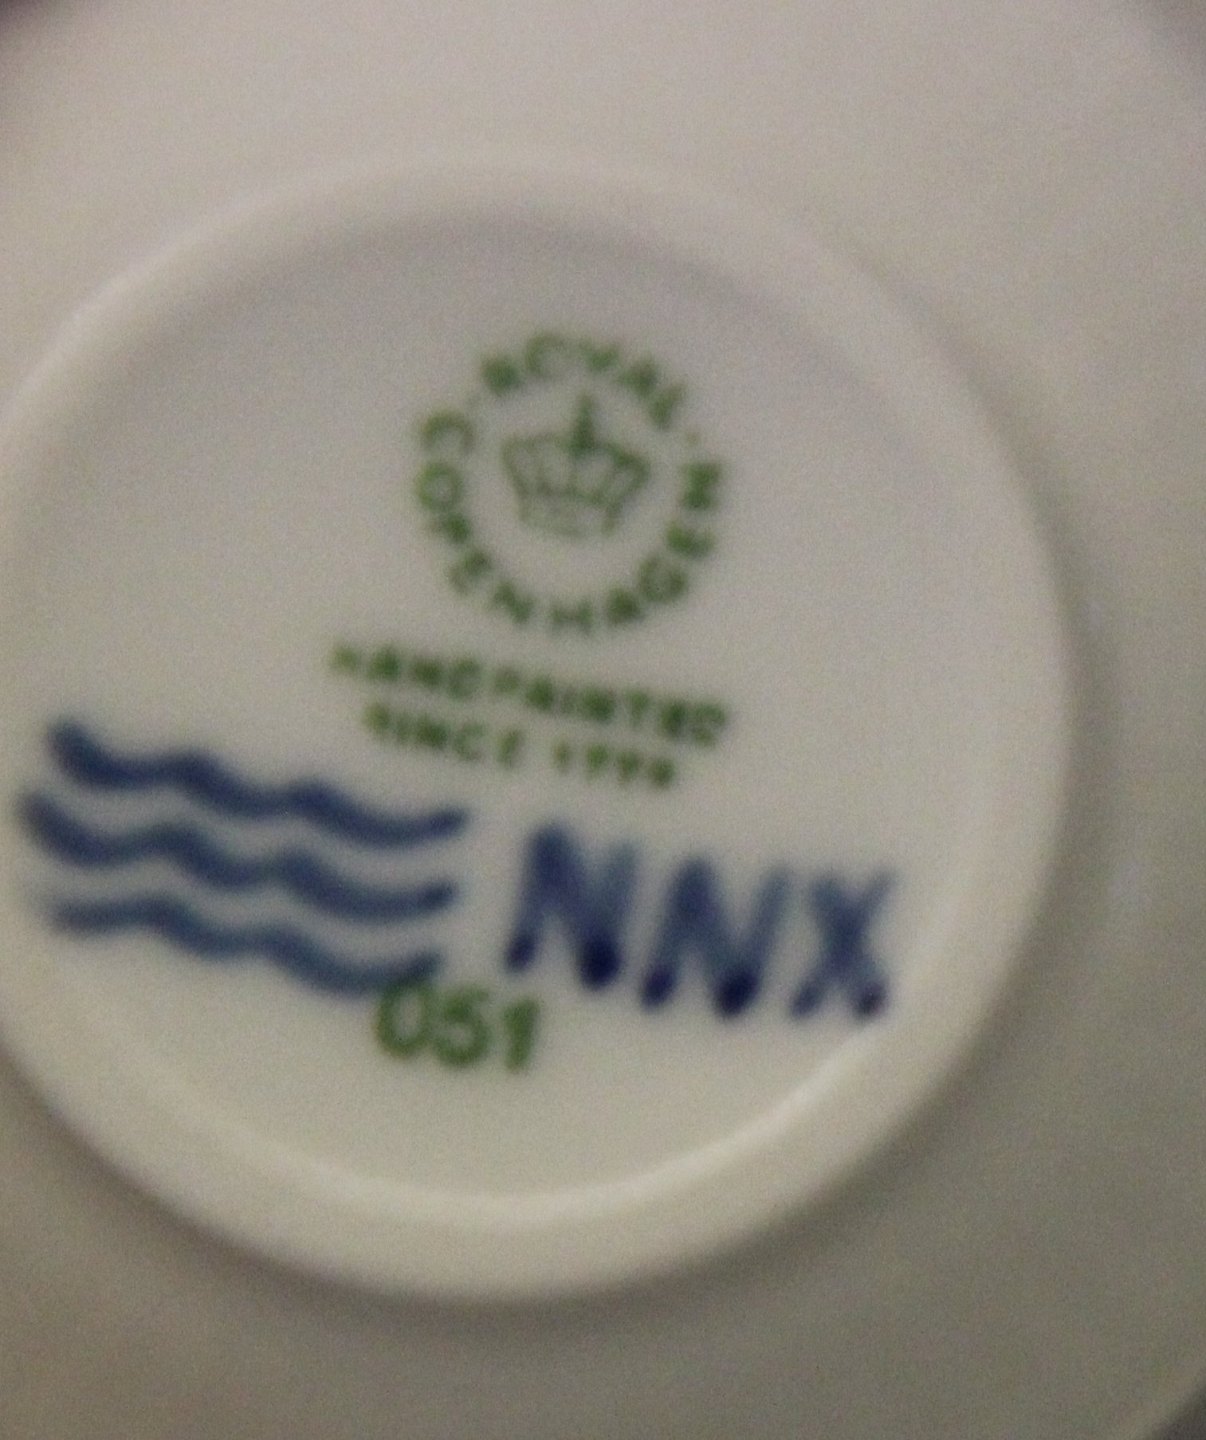 ROYAL
COPENHAGEN
HANDPAINTED
SINCE 1775
NNX
051